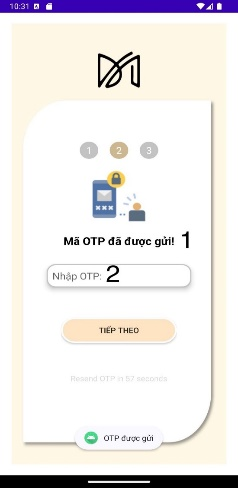 10:31
1 2 3
Mã OTP đã được gửi! 1
Nhập OTP: 2
TIẾP THEO
Resend OTP in 57 seconds
OTP được gửi